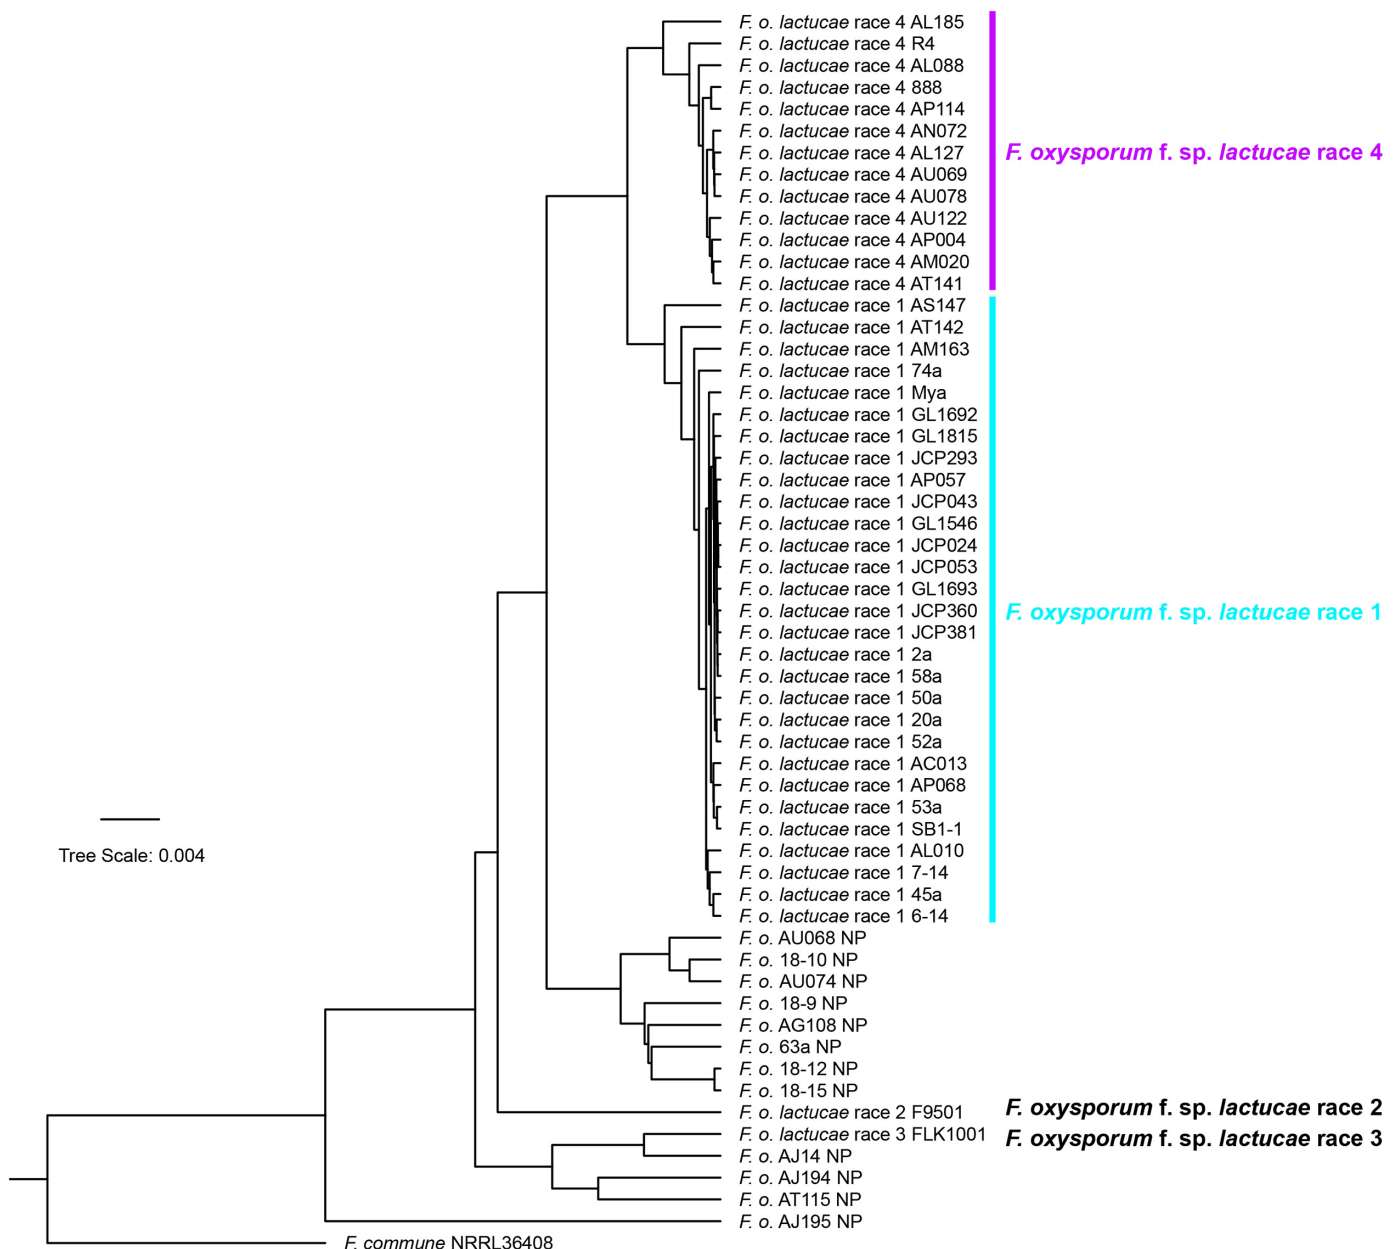 F. o. lactucae race 4 AL185
F. o. lactucae race 4 R4
F. o. lactucae race 4 AL088
F. o. lactucae race 4 888
F. o. lactucae race 4 AP114
F. o. lactucae race 4 AN072
F. o. lactucae race 4 AL127
F. oxysporum f. sp. lactucae race 4
F. o. lactucae race 4 AU069
F. o. lactucae race 4 AU078
F. o. lactucae race 4 AU122
F. o. lactucae race 4 AP004
F. o. lactucae race 4 AM020
F. o. lactucae race 4 AT141
F. o. lactucae race 1 AS147
F. o. lactucae race 1 AT142
F. o. lactucae race 1 AM163
F. o. lactucae race 1 74a
F. o. lactucae race 1 Mya
F. o. lactucae race 1 GL1692
F. o. lactucae race 1 GL1815
F. o. lactucae race 1 JCP293
F. o. lactucae race 1 AP057
F. o. lactucae race 1 JCP043
F. o. lactucae race 1 GL1546
F. o. lactucae race 1 JCP024
F. o. lactucae race 1 JCP053
F. o. lactucae race 1 GL1693
F. o. lactucae race 1 JCP360
F. oxysporum f. sp. lactucae race 1
F. o. lactucae race 1 JCP381
F. o. lactucae race 1 2a
F. o. lactucae race 1 58a
F. o. lactucae race 1 50a
F. o. lactucae race 1 20a
F. o. lactucae race 1 52a
F. o. lactucae race 1 AC013
F. o. lactucae race 1 AP068
F. o. lactucae race 1 53a
F. o. lactucae race 1 SB1-1
F. o. lactucae race 1 AL010
Tree Scale: 0.004
F. o. lactucae race 1 7-14
F. o. lactucae race 1 45a
F. o. lactucae race 1 6-14
F. o. AU068 NP
F. o. 18-10 NP
F. o. AU074 NP
F. o. 18-9 NP
F. o. AG108 NP
F. o. 63a NP
F. o. 18-12 NP
F. o. 18-15 NP
F. o. lactucae race 2 F9501
F. oxysporum f. sp. lactucae race 2
F. o. lactucae race 3 FLK1001
F. oxysporum f. sp. lactucae race 3
F. o. AJ14 NP
F. o. AJ194 NP
F. o. AT115 NP
F. o. AJ195 NP
F. commune NRRL36408